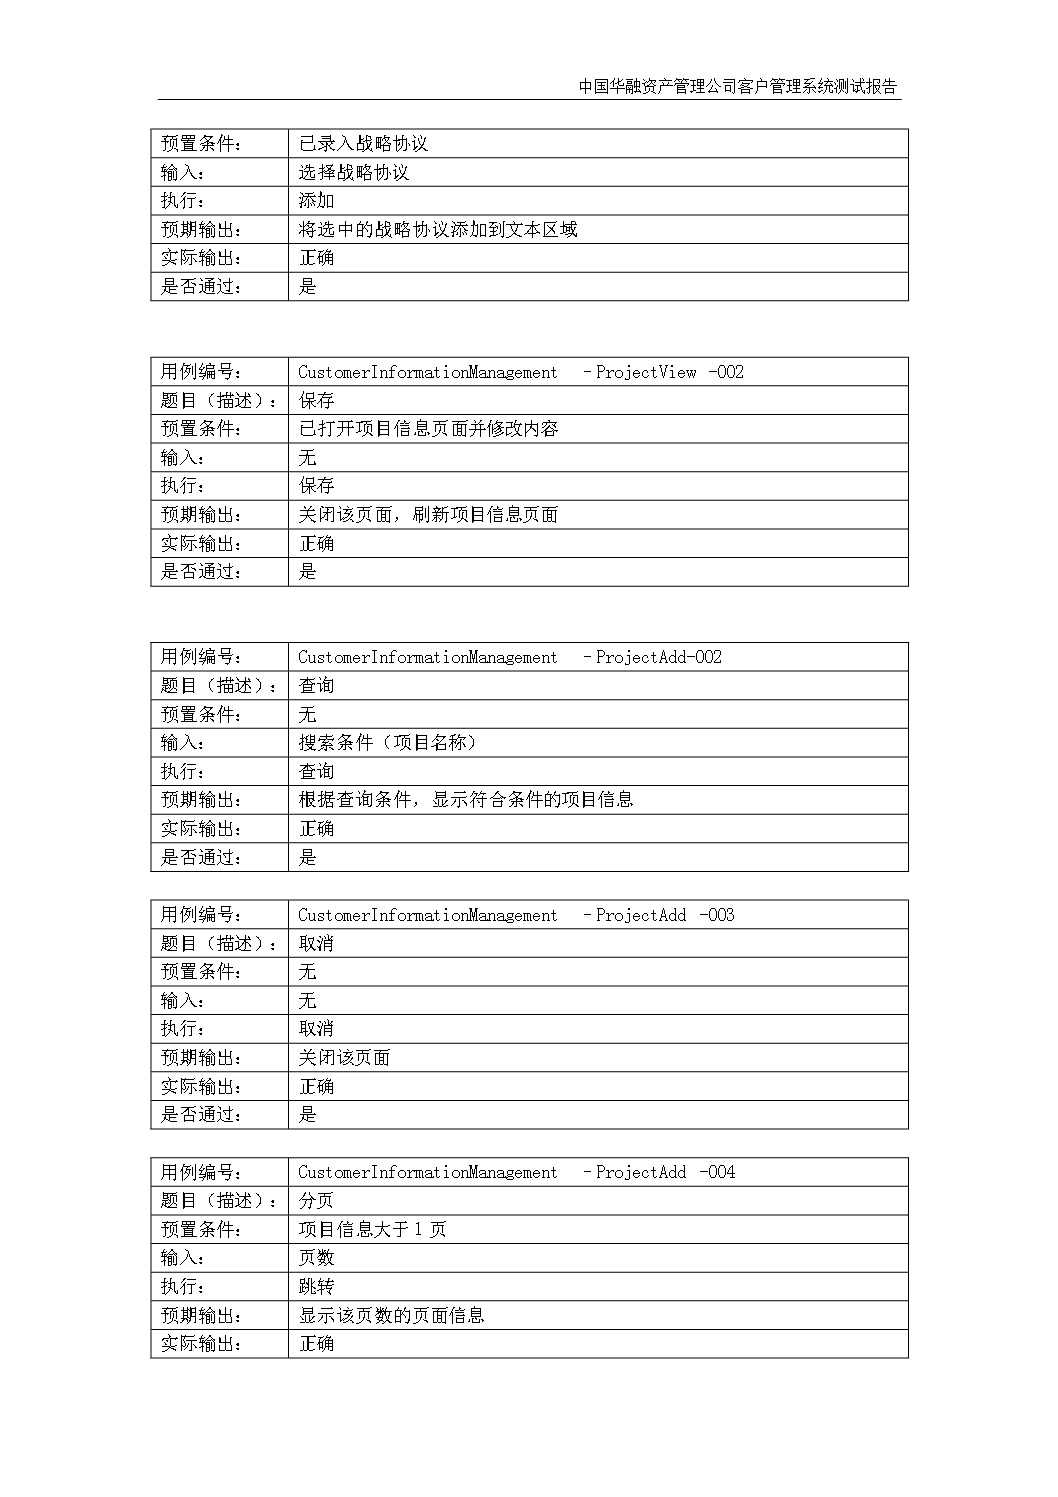 中国华融资产管理公司客户管理系统测试报告
预置条件： 已录入战略协议
输入： 选择战略协议
执行： 添加
预期输出： 将选中的战略协议添加到文本区域
实际输出： 正确
是否通过： 是
用例编号： CustomerInformationManagement –ProjectView -002
题目（描述）： 保存
预置条件： 已打开项目信息页面并修改内容
输入： 无
执行： 保存
预期输出： 关闭该页面，刷新项目信息页面
实际输出： 正确
是否通过： 是
用例编号： CustomerInformationManagement –ProjectAdd-002
题目（描述）： 查询
预置条件： 无
输入： 搜索条件（项目名称）
执行： 查询
预期输出： 根据查询条件，显示符合条件的项目信息
实际输出： 正确
是否通过： 是
用例编号： CustomerInformationManagement –ProjectAdd -003
题目（描述）： 取消
预置条件： 无
输入： 无
执行： 取消
预期输出： 关闭该页面
实际输出： 正确
是否通过： 是
用例编号： CustomerInformationManagement –ProjectAdd -004
题目（描述）： 分页
预置条件： 项目信息大于1页
输入： 页数
执行： 跳转
预期输出： 显示该页数的页面信息
实际输出： 正确